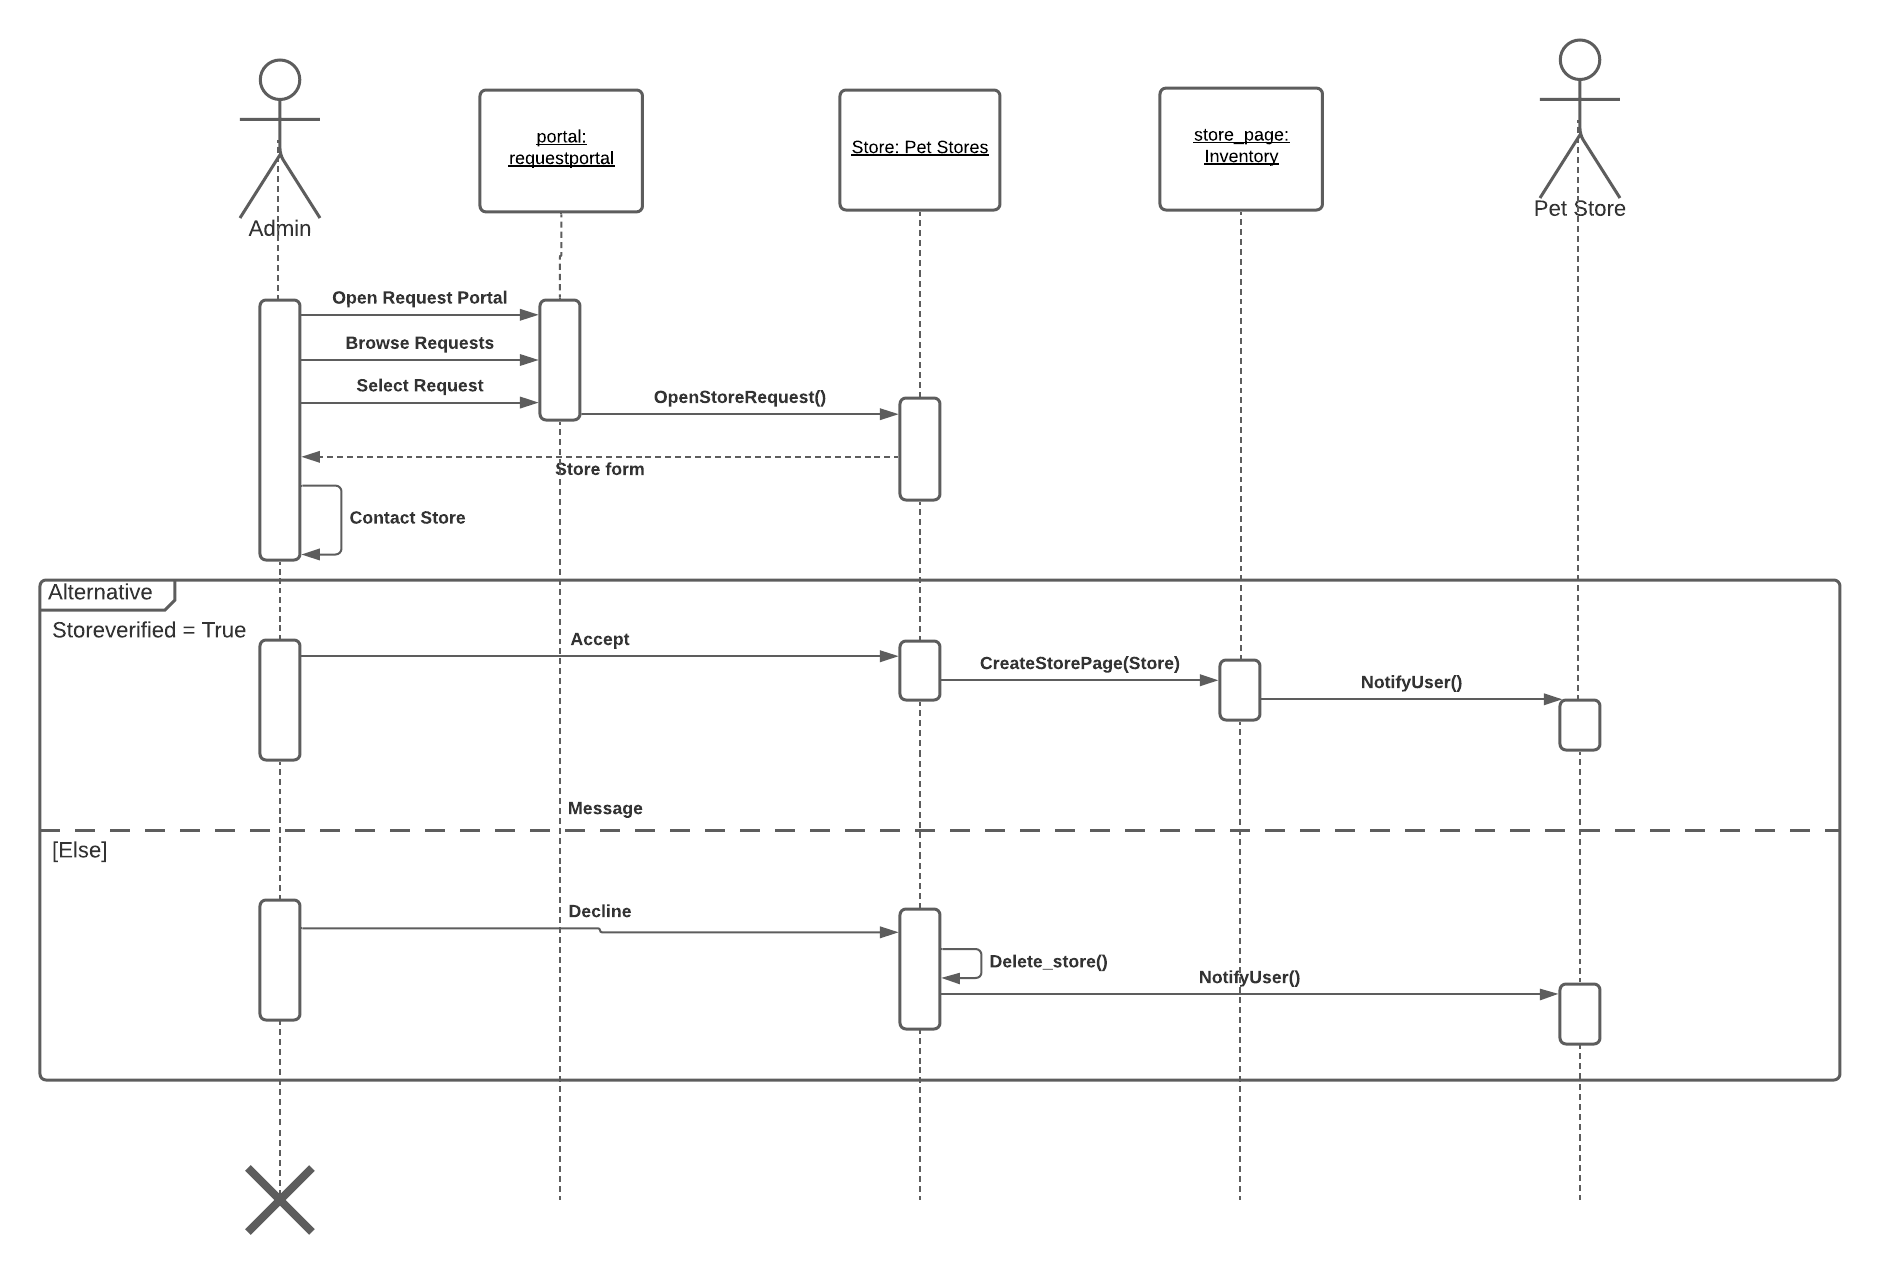 Admin
portal:
requestportal
Store: Pet Stores
store_page:
Inventory
Pet Store
Open Request Portal
Browse Requests
Select Request
OpenStoreRequest()
Store form
Contact Store
Alternative
Storeverified = True
Accept
CreateStorePage(Store)
NotifyUser()
Message
[Else]
Decline
Delete_store()
NotifyUser()